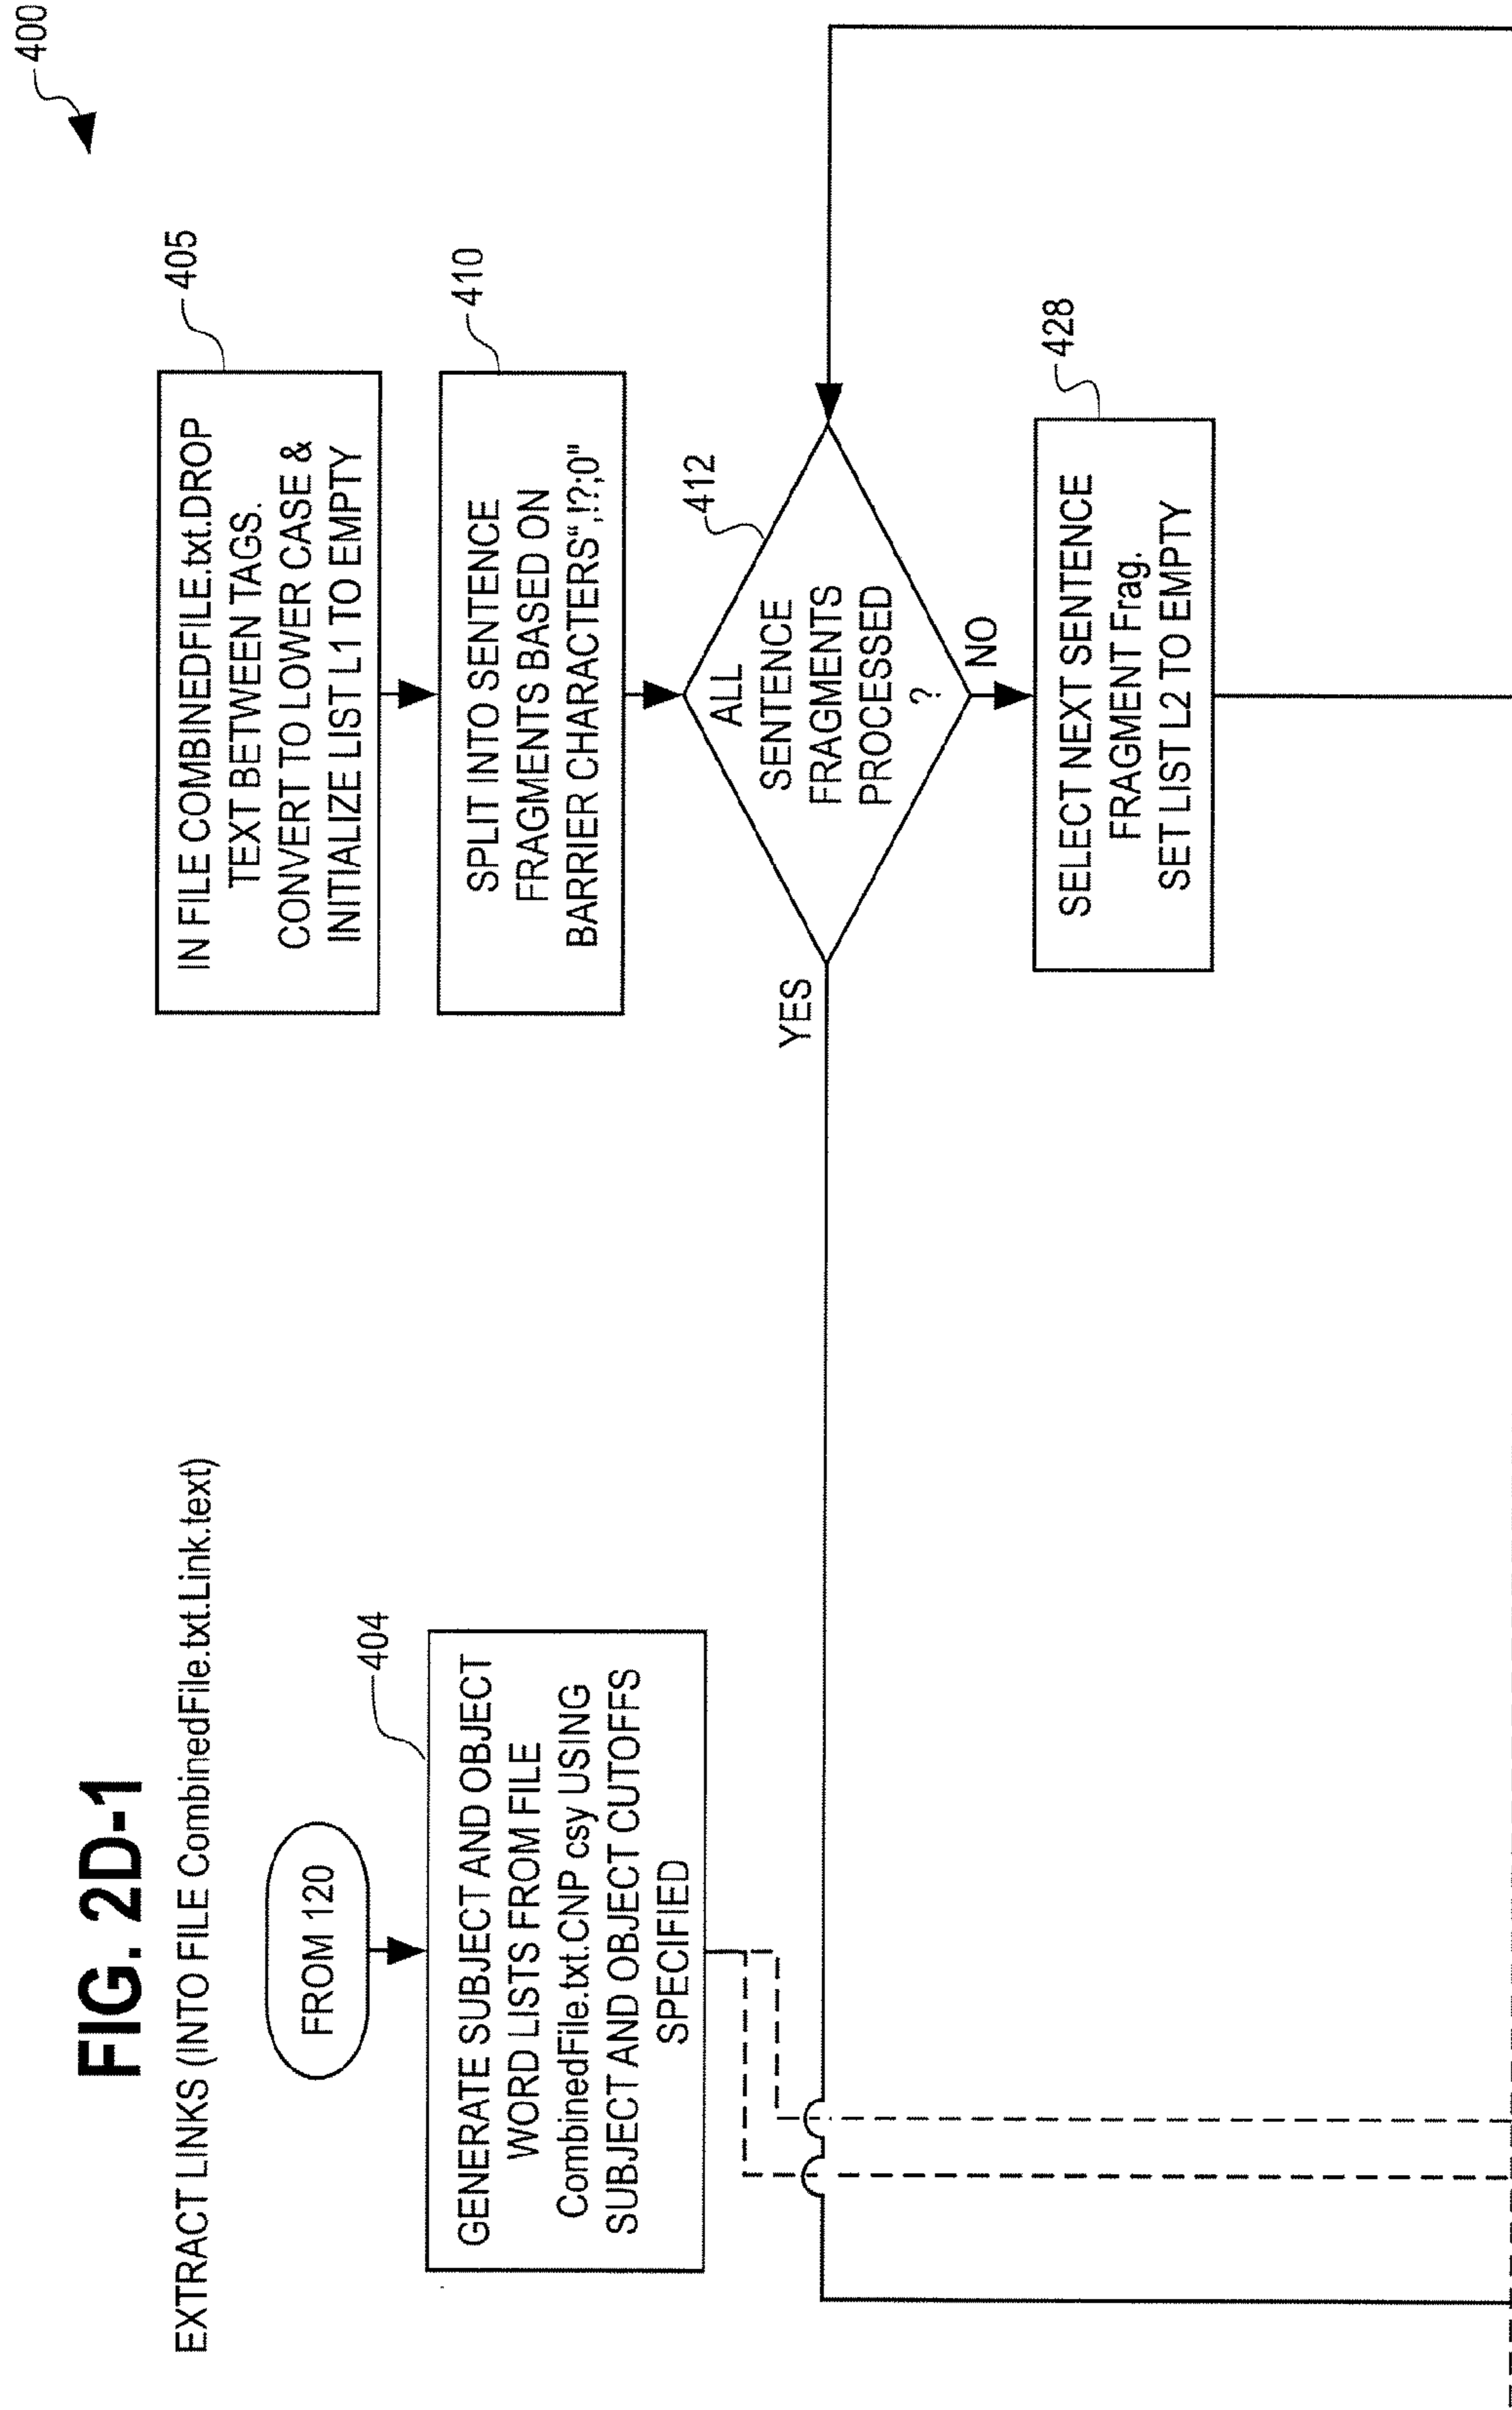 FIG. 2D-1
EXTRACT LINKS (INTO FILE CombinedFile.txt.Link.text)
400
FROM 120
404
GENERATE SUBJECT AND OBJECT
WORD LISTS FROM FILE
CombinedFile.txt.CNP csy USING
SUBJECT AND OBJECT CUTOFFS
SPECIFIED
405
IN FILE COMBINEDFILE.txt.DROP
TEXT BETWEEN TAGS.
CONVERT TO LOWER CASE &
INITIALIZE LIST L1 TO EMPTY
410
SPLIT INTO SENTENCE
FRAGMENTS BASED ON
BARRIER CHARACTERS“,!?;0"
412
ALL
SENTENCE
FRAGMENTS
PROCESSED
?
YES
NO
428
SELECT NEXT SENTENCE
FRAGMENT Frag.
SET LIST L2 TO EMPTY